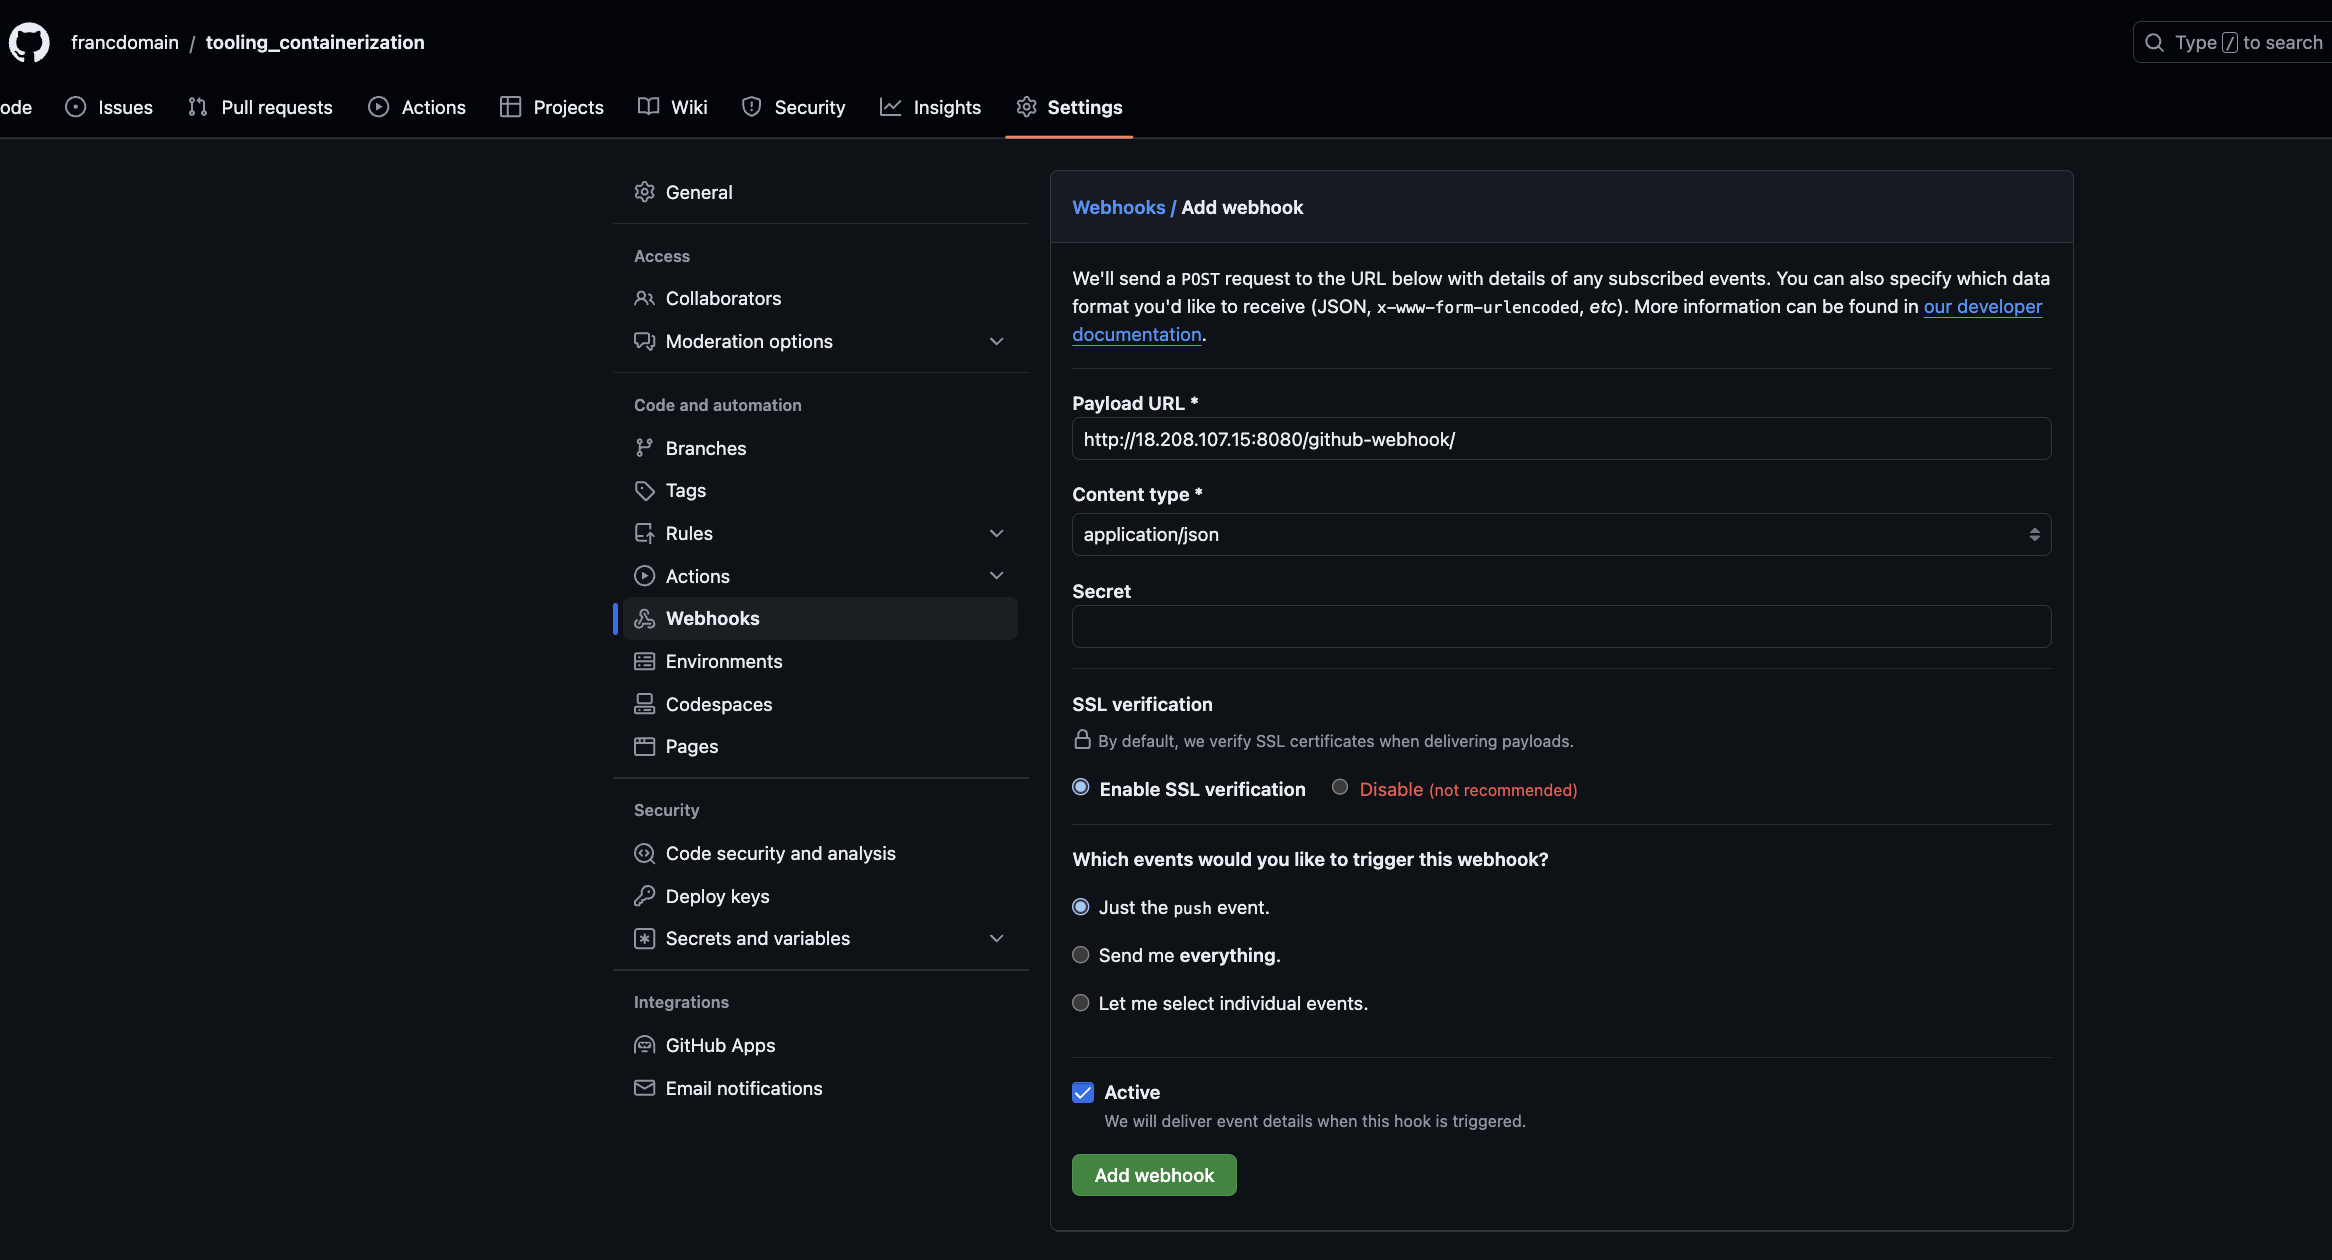 francdomain / tooling_containerization
Type / to search
ode
Issues
Pull requests
Actions
Projects
Wiki
Security
Insights
Settings
General
Access
Collaborators
Moderation options
Code and automation
Branches
Tags
Rules
Actions
Webhooks
Environments
Codespaces
Pages
Security
Code security and analysis
Deploy keys
Secrets and variables
Integrations
GitHub Apps
Email notifications
Webhooks / Add webhook
We'll send a POST request to the URL below with details of any subscribed events. You can also specify which data
format you'd like to receive (JSON, x-www-form-urlencoded, etc). More information can be found in our developer
documentation.
Payload URL *
http://18.208.107.15:8080/github-webhook/
Content type *
application/json
Secret
SSL verification
By default, we verify SSL certificates when delivering payloads.
Enable SSL verification
Disable (not recommended)
Which events would you like to trigger this webhook?
Just the push event.
Send me everything.
Let me select individual events.
Active
We will deliver event details when this hook is triggered.
Add webhook